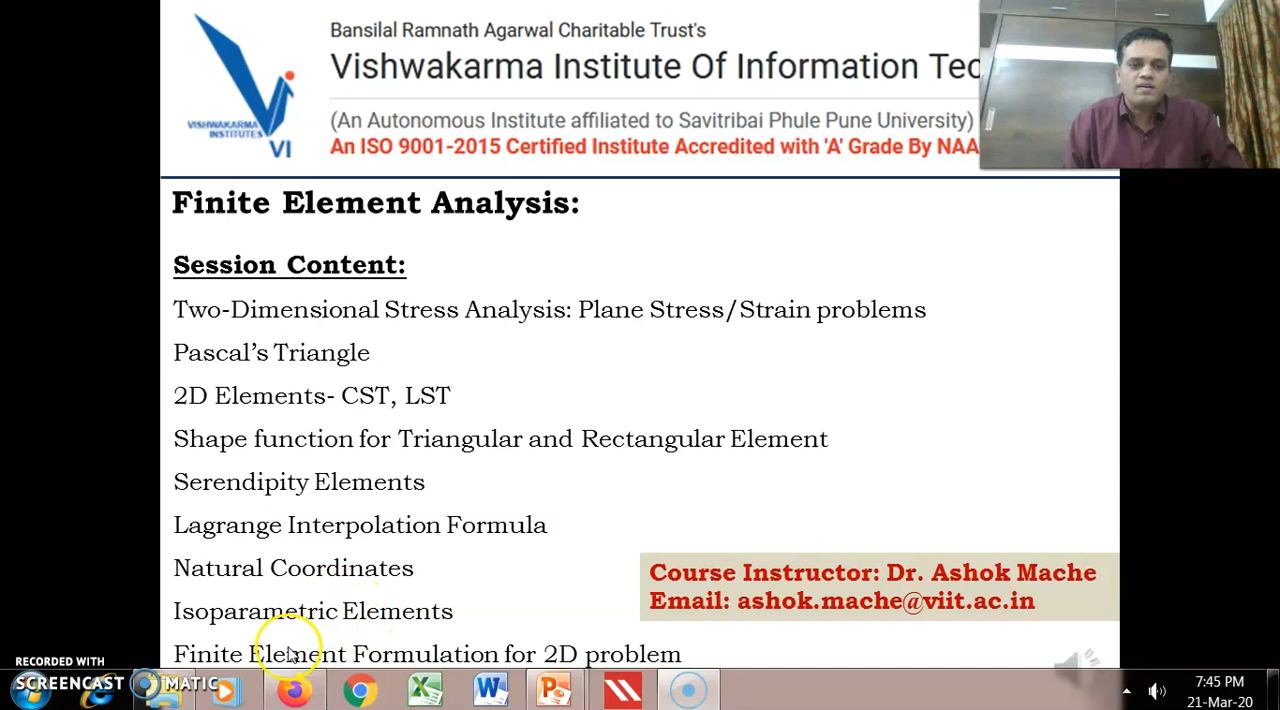 Bansilal Ramnath Agarwal Charitable Trust's
Vishwakarma Institute Of Information Tec
(An Autonomous Institute affiliated to Savitribai Phule Pune University)
An ISO 9001-2015 Certified Institute Accredited with 'A' Grade By NAA
VISHWAKARMA
INSTITUTES
VI
Finite Element Analysis:
Session Content:
Two-Dimensional Stress Analysis: Plane Stress/Strain problems
Pascal's Triangle
2D Elements- CST, LST
Shape function for Triangular and Rectangular Element
Serendipity Elements
Lagrange Interpolation Formula
Natural Coordinates
Isoparametric Elements
Finite Element Formulation for 2D problem
Course Instructor: Dr. Ashok Mache
Email: ashok.mache@viit.ac.in
RECORDED WITH
SCREENCAST MATIC
7:45 PM
21-Mar-20